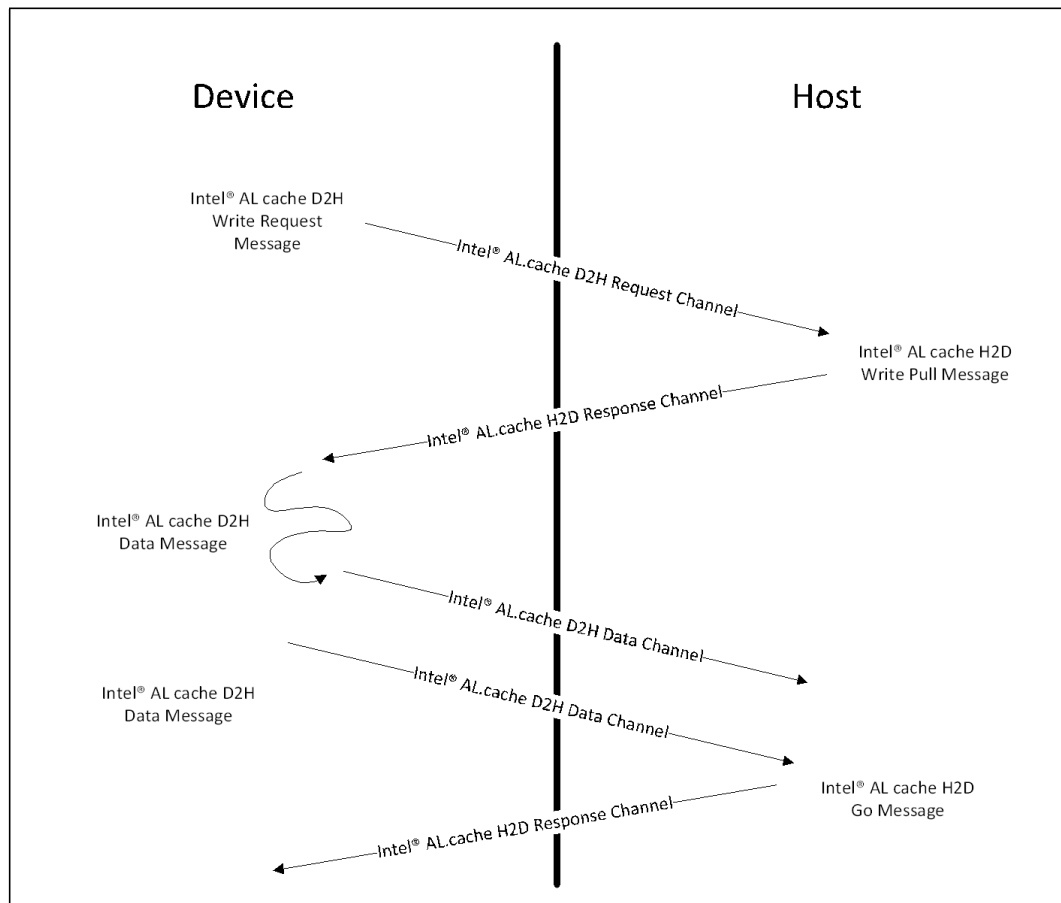 Device
Host
Intel® AL cache D2H
Write Request
Message
Intel® AL.cache D2H Request Channel
Intel® AL cache H2D
Write Pull Message
Intel® AL.cache H2D Response Channel
Intel® AL cache D2H
Data Message
Intel® AL.cache D2H Data Channel
Intel® AL.cache D2H Data Channel
Intel® AL cache D2H
Data Message
Intel® AL cache H2D
Go Message
Intel® AL.cache H2D Response Channel